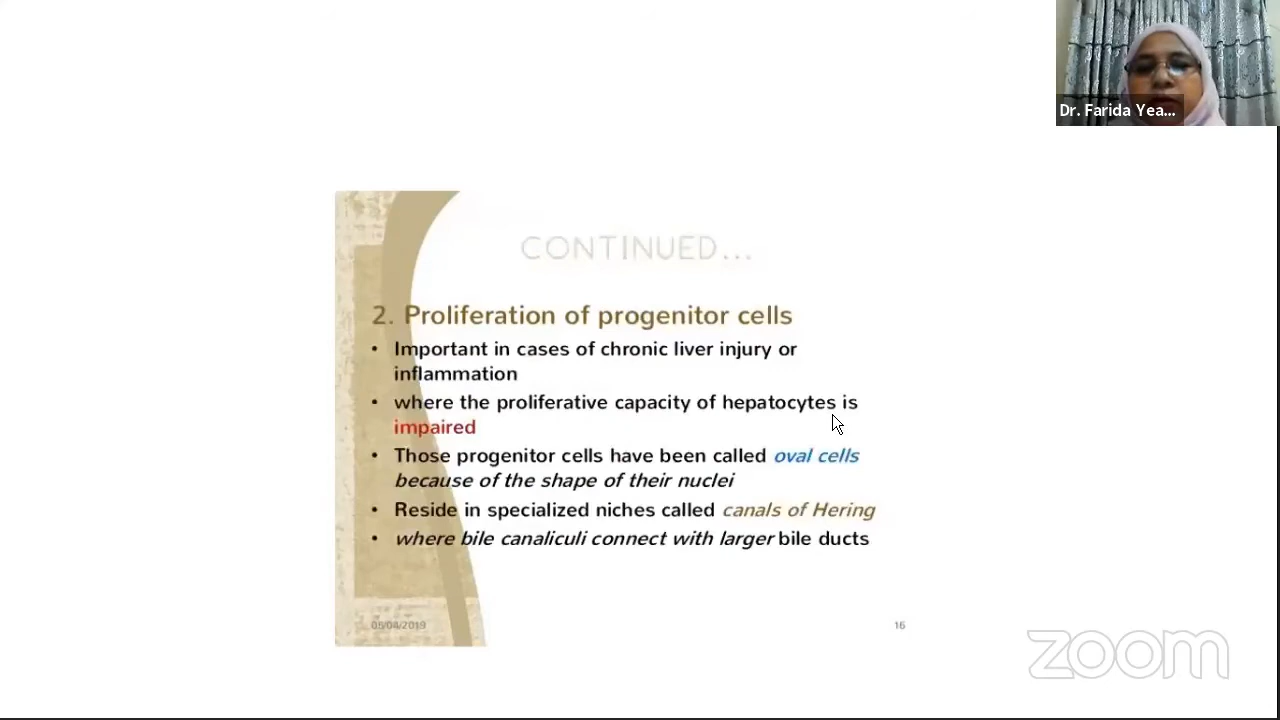 Dr. Farida Yea...
CONTINUED...
2. Proliferation of progenitor cells
• Important in cases of chronic liver injury or
inflammation
• where the proliferative capacity of hepatocytes is
impaired
• Those progenitor cells have been called oval cells
because of the shape of their nuclei
• Reside in specialized niches called canals of Hering
• where bile canaliculi connect with larger bile ducts
05/04/2019
16
zoom